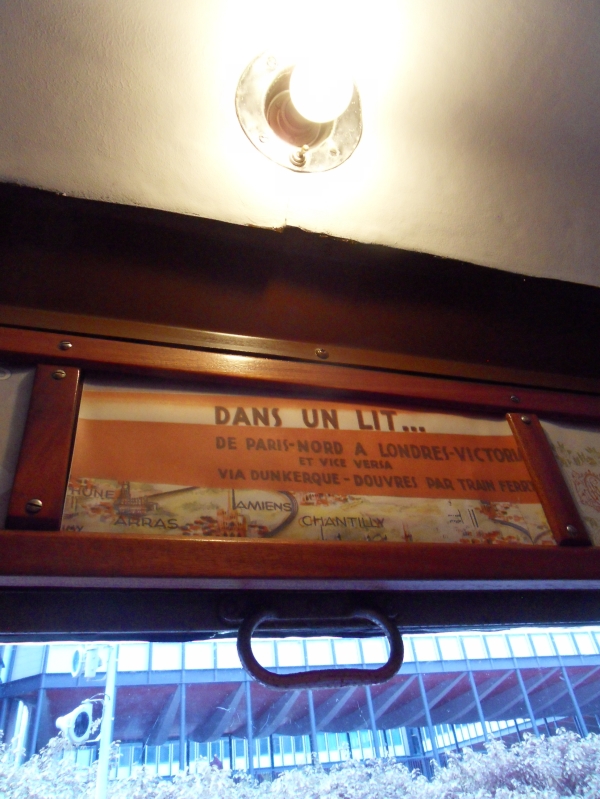 DANS UN LIT...
DE PARIS-NORD A LONDRES-VICTORIA
ET VICE VERSA
VIA DUNKERQUE - DOUVRES PAR TRAIN FERRY
THUNE
AMIENS
ARRAS
CHANTILLY